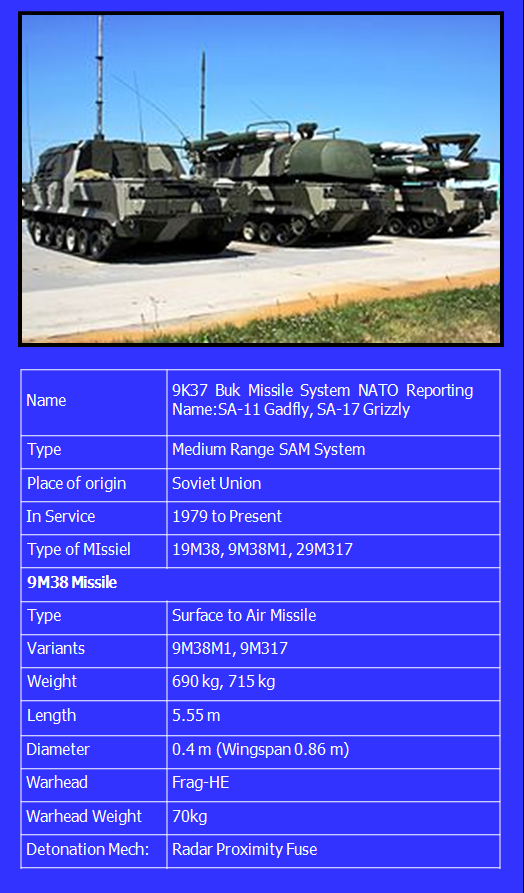 Name
9K37 Buk Missile System NATO Reporting
Name:SA-11 Gadfly, SA-17 Grizzly
Type
Medium Range SAM System
Place of origin
Soviet Union
In Service
1979 to Present
Type of MIssiel
19M38, 9M38M1, 29M317
9M38 Missile
Type
Surface to Air Missile
Variants
9M38M1, 9M317
Weight
690 kg, 715 kg
Length
5.55 m
Diameter
0.4 m (Wingspan 0.86 m)
Warhead
Frag-HE
Warhead Weight
70kg
Detonation Mech:
Radar Proximity Fuse